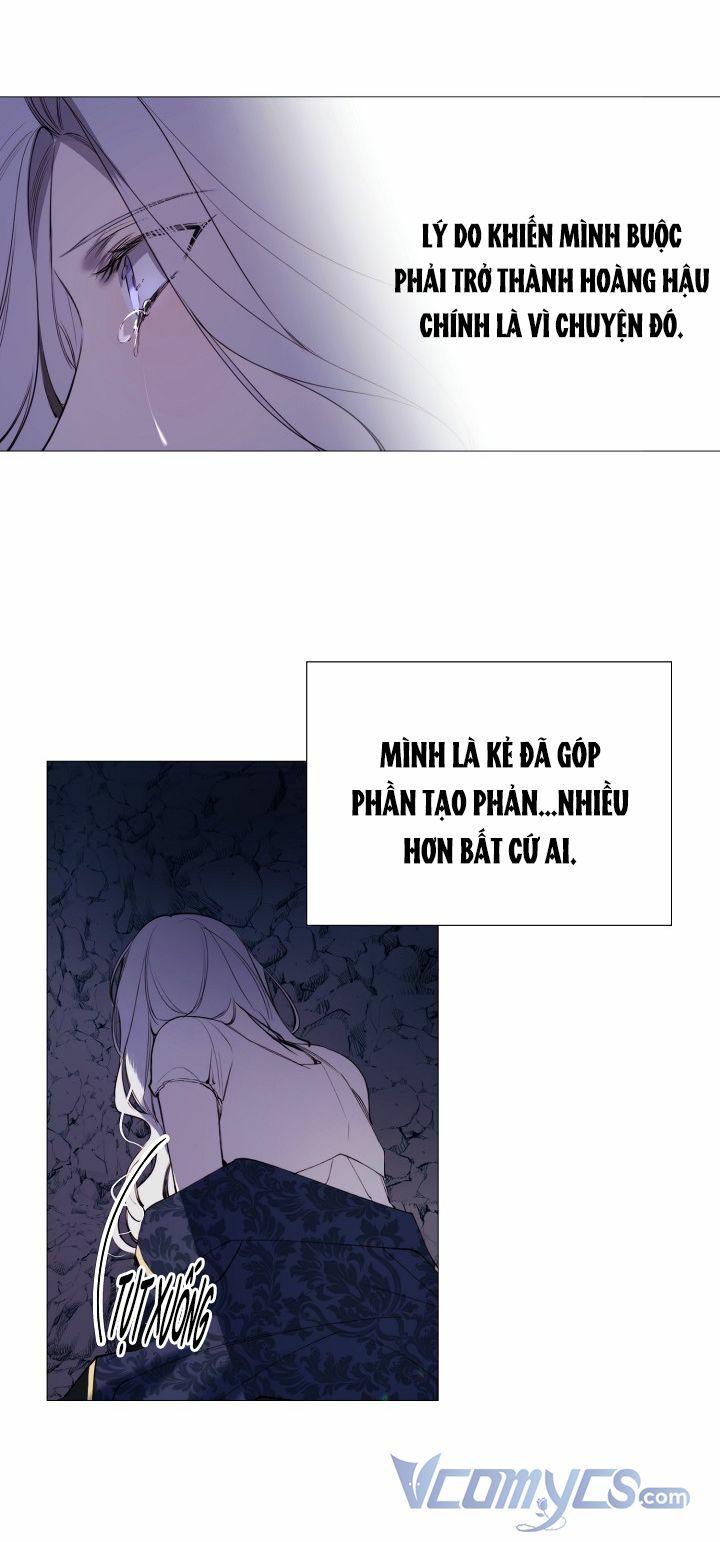 LÝ DO KHIẾN MÌNH BUỘC
PHẢI TRỞ THÀNH HOÀNG HẬU
CHÍNH LÀ VÌ CHUYỆN ĐÓ.
MÌNH LÀ KẺ ĐÃ GÓP
PHẦN TẠO PHẢN...NHIỀU
HƠN BẤT CỨ AI.
TỤT XUỐNG
VCOMYCS.com